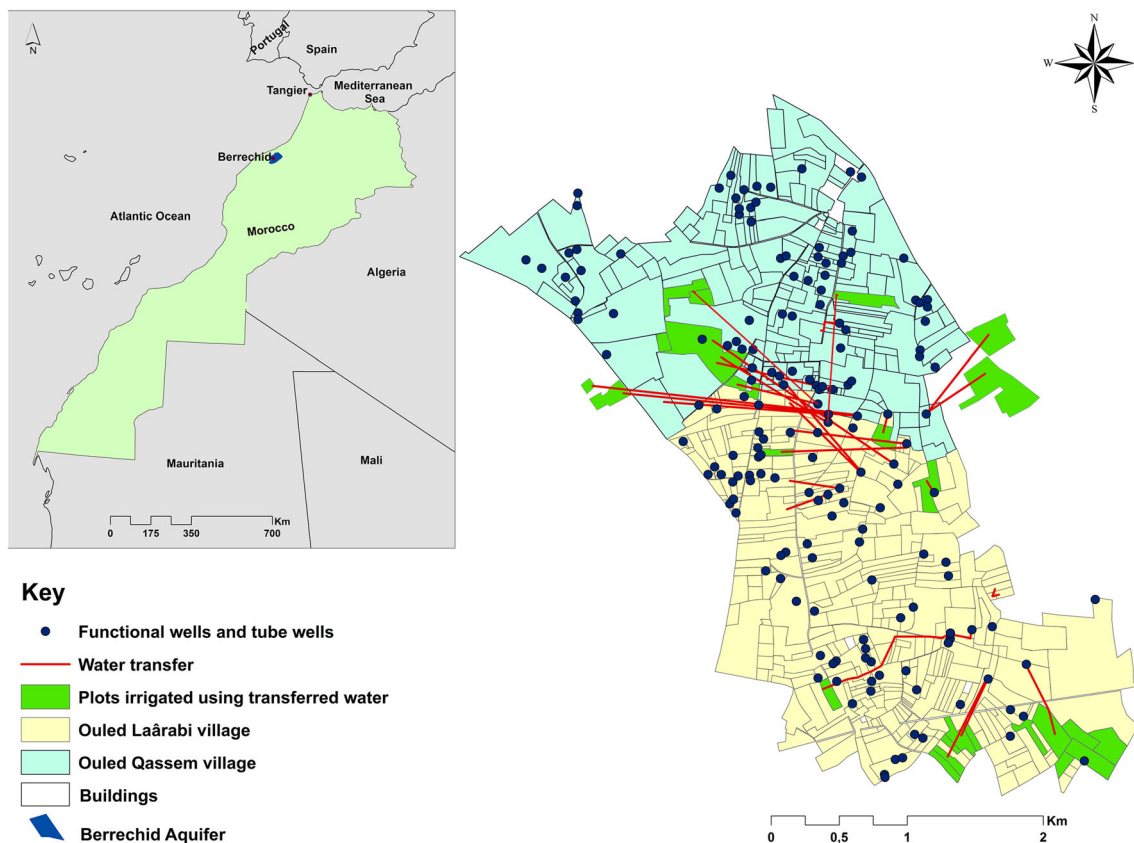 N
Portugal
Spain
Tangier
Mediterranean
Sea
Berrechid
Atlantic Ocean
Morocco
Algeria
Mauritania
Mali
Km
0 175 350 700
N
W E
S
Key
Functional wells and tube wells
Water transfer
Plots irrigated using transferred water
Ouled Laârabi village
Ouled Qassem village
Buildings
Berrechid Aquifer
Km
0 0,5 1 2